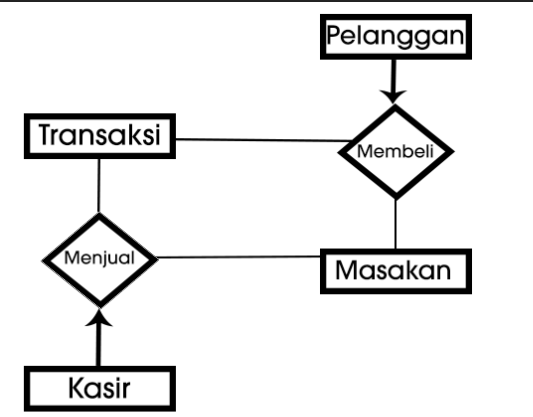 Pelanggan
Transaksi
Membeli
Menjual
Masakan
Kasir